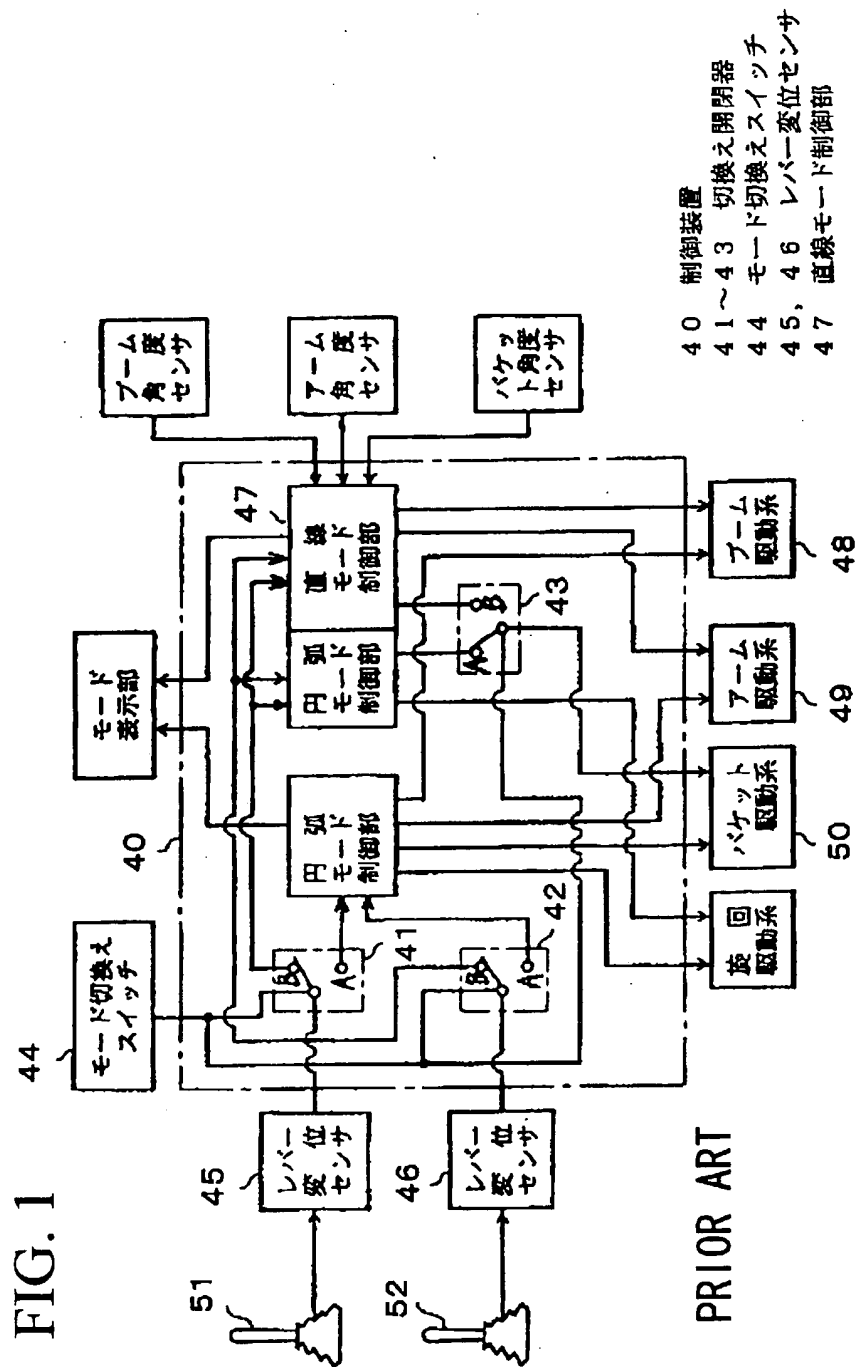 FIG. 1
44
モード切換え
スイッチ
40
モード
表示部
ブーム
角 度
センサ
アーム
角 度
センサ
バケッ
ト角度
センサ
51
45
レバー
変 位
センサ
52
46
レバー
変 位
センサ
B
A
41
B
A
42
円 弧
モード
制御部
円 弧
モード
制御部
直 線
モード
制御部
47
A
B
43
旋 回
駆動系
バケット
駆動系
50
アーム
駆動系
49
ブーム
駆動系
48
PRIOR ART
40 制御装置
41~43 切換え開閉器
44 モード切換えスイッチ
45, 46 レバー変位センサ
47 直線モード制御部